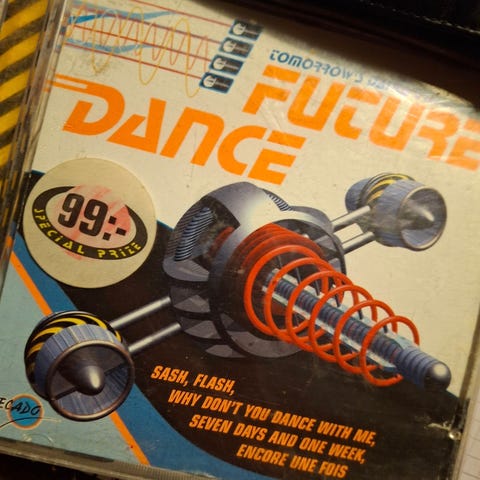 TOMORROW'S
FUTURE
DANCE
99:-
SPECIAL PRIZE
SASH, FLASH,
WHY DON'T YOU DANCE WITH ME,
SEVEN DAYS AND ONE WEEK,
ENCORE UNE FOIS